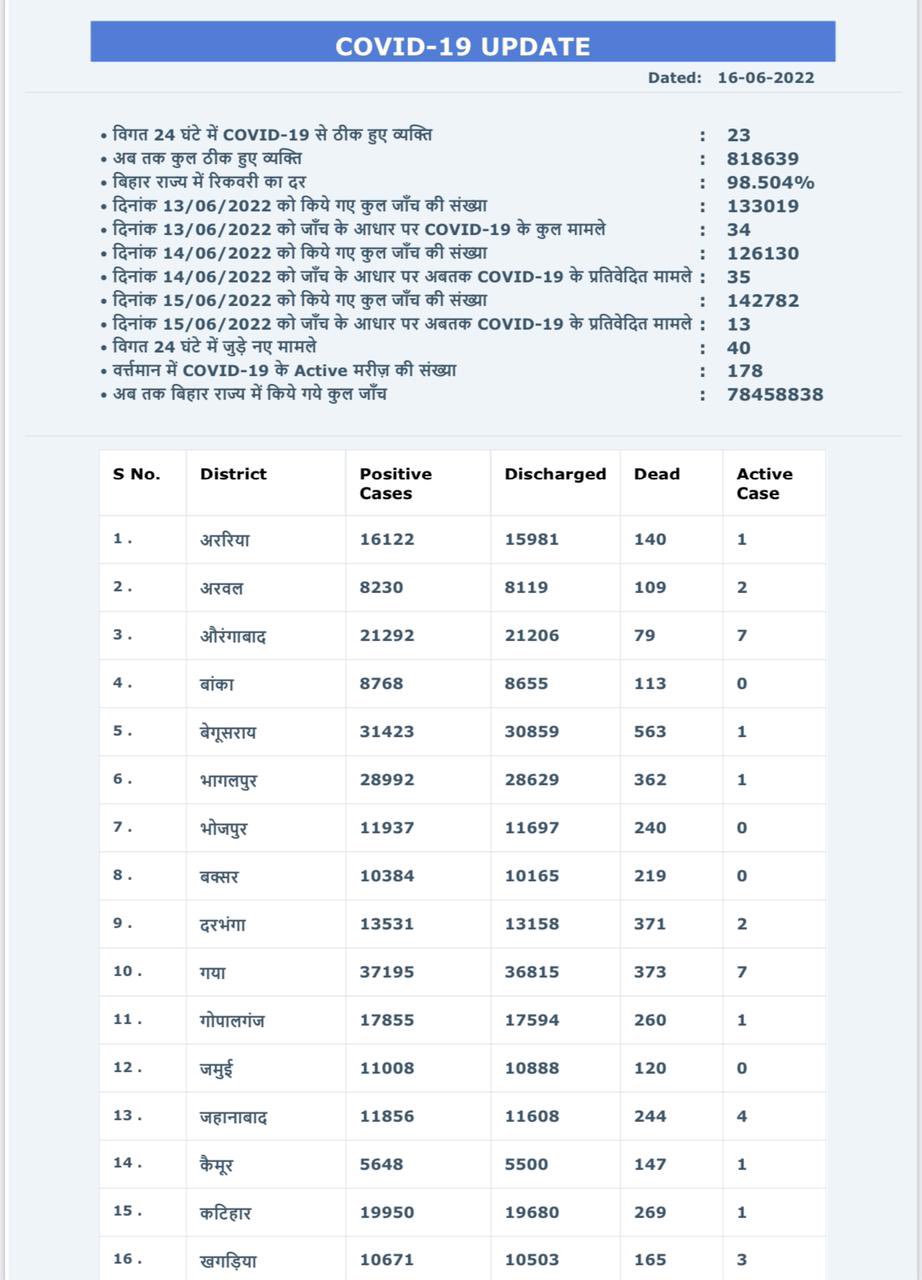 COVID-19 UPDATE
Dated: 16-06-2022
• विगत 24 घंटे में COVID-19 से ठीक हुए व्यक्ति : 23
• अब तक कुल ठीक हुए व्यक्ति : 818639
• बिहार राज्य में रिकवरी का दर : 98.504%
• दिनांक 13/06/2022 को किये गए कुल जाँच की संख्या : 133019
• दिनांक 13/06/2022 को जाँच के आधार पर COVID-19 के कुल मामले : 34
• दिनांक 14/06/2022 को किये गए कुल जाँच की संख्या : 126130
• दिनांक 14/06/2022 को जाँच के आधार पर अबतक COVID-19 के प्रतिवेदित मामले : 35
• दिनांक 15/06/2022 को किये गए कुल जाँच की संख्या : 142782
• दिनांक 15/06/2022 को जाँच के आधार पर अबतक COVID-19 के प्रतिवेदित मामले : 13
• विगत 24 घंटे में जुड़े नए मामले : 40
• वर्त्तमान में COVID-19 के Active मरीज़ की संख्या : 178
• अब तक बिहार राज्य में किये गये कुल जाँच : 78458838
S No. District Positive Cases Discharged Dead Active Case
1 . अररिया 16122 15981 140 1
2 . अरवल 8230 8119 109 2
3 . औरंगाबाद 21292 21206 79 7
4 . बांका 8768 8655 113 0
5 . बेगूसराय 31423 30859 563 1
6 . भागलपुर 28992 28629 362 1
7 . भोजपुर 11937 11697 240 0
8 . बक्सर 10384 10165 219 0
9 . दरभंगा 13531 13158 371 2
10 . गया 37195 36815 373 7
11 . गोपालगंज 17855 17594 260 1
12 . जमुई 11008 10888 120 0
13 . जहानाबाद 11856 11608 244 4
14 . कैमूर 5648 5500 147 1
15 . कटिहार 19950 19680 269 1
16 . खगड़िया 10671 10503 165 3